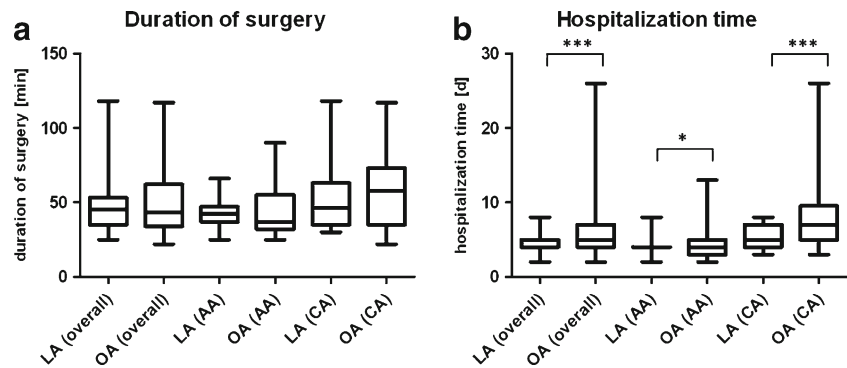 a
Duration of surgery
duration of surgery [min]
150
100
50
0
LA (overall)
OA (overall)
LA (AA)
OA (AA)
LA (CA)
OA (CA)
b
Hospitalization time
hospitalization time [d]
30
20
10
0
***
*
***
LA (overall)
OA (overall)
LA (AA)
OA (AA)
LA (CA)
OA (CA)